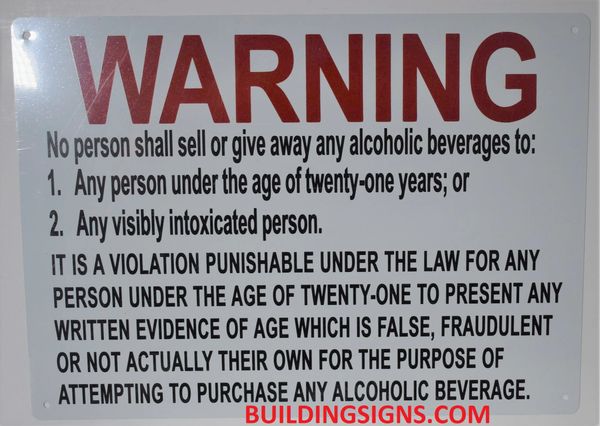 WARNING
No person shall sell or give away any alcoholic beverages to:
1. Any person under the age of twenty-one years; or
2. Any visibly intoxicated person.
IT IS A VIOLATION PUNISHABLE UNDER THE LAW FOR ANY
PERSON UNDER THE AGE OF TWENTY-ONE TO PRESENT ANY
WRITTEN EVIDENCE OF AGE WHICH IS FALSE, FRAUDULENT
OR NOT ACTUALLY THEIR OWN FOR THE PURPOSE OF
ATTEMPTING TO PURCHASE ANY ALCOHOLIC BEVERAGE.
BUILDINGSIGNS.COM